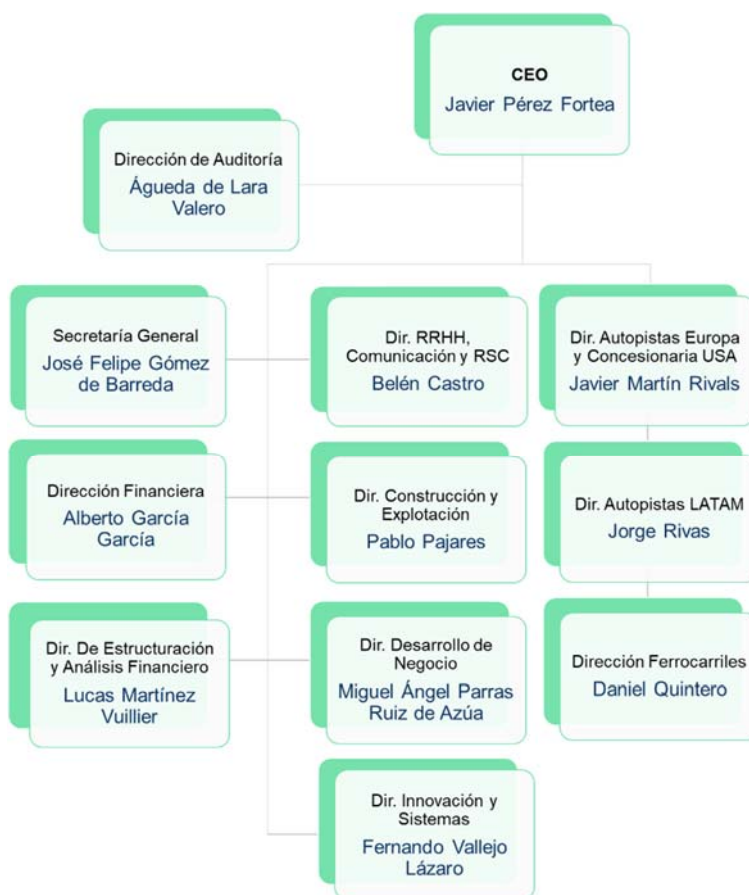 CEO
Javier Pérez Fortea
Dirección de Auditoría
Águeda de Lara
Valero
Secretaría General
José Felipe Gómez
de Barreda
Dir. RRHH,
Comunicación y RSC
Belén Castro
Dir. Autopistas Europa
y Concesionaria USA
Javier Martín Rivals
Dirección Financiera
Alberto García
García
Dir. Construcción y
Explotación
Pablo Pajares
Dir. Autopistas LATAM
Jorge Rivas
Dir. De Estructuración
y Análisis Financiero
Lucas Martínez
Vuillier
Dir. Desarrollo de
Negocio
Miguel Ángel Parras
Ruiz de Azúa
Dirección Ferrocarriles
Daniel Quintero
Dir. Innovación y
Sistemas
Fernando Vallejo
Lázaro